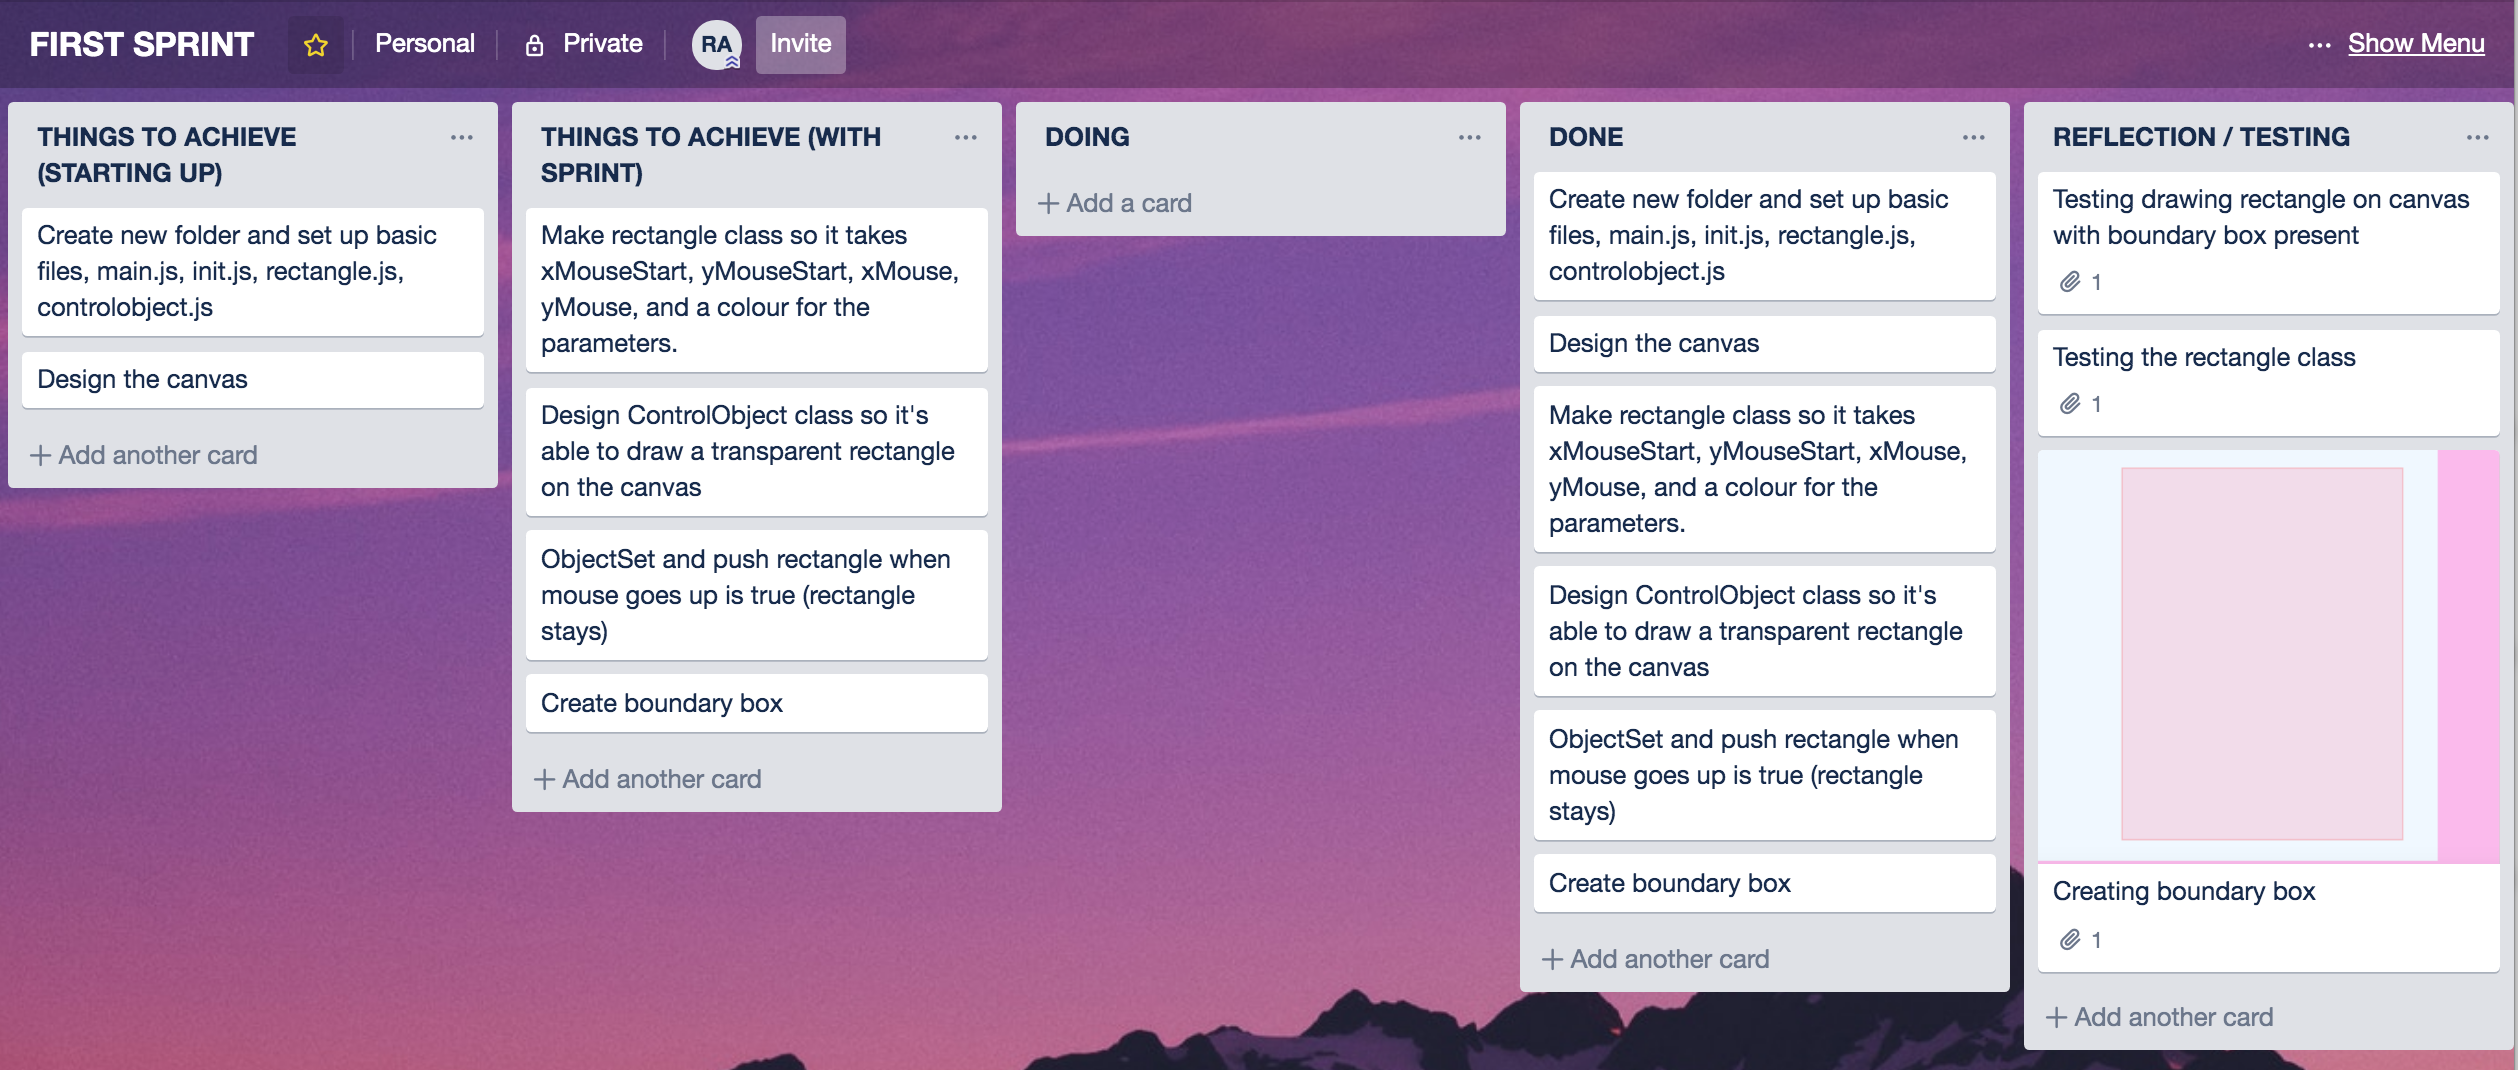 FIRST SPRINT
Personal
Private
RA
Invite
... Show Menu
THINGS TO ACHIEVE
(STARTING UP)
...
Create new folder and set up basic
files, main.js, init.js, rectangle.js,
controlobject.js
Design the canvas
+ Add another card
THINGS TO ACHIEVE (WITH
SPRINT)
...
Make rectangle class so it takes
xMouseStart, yMouseStart, xMouse,
yMouse, and a colour for the
parameters.
Design ControlObject class so it's
able to draw a transparent rectangle
on the canvas
ObjectSet and push rectangle when
mouse goes up is true (rectangle
stays)
Create boundary box
+ Add another card
DOING
...
+ Add a card
DONE
...
Create new folder and set up basic
files, main.js, init.js, rectangle.js,
controlobject.js
Design the canvas
Make rectangle class so it takes
xMouseStart, yMouseStart, xMouse,
yMouse, and a colour for the
parameters.
Design ControlObject class so it's
able to draw a transparent rectangle
on the canvas
ObjectSet and push rectangle when
mouse goes up is true (rectangle
stays)
Create boundary box
+ Add another card
REFLECTION / TESTING
...
Testing drawing rectangle on canvas
with boundary box present
1
Testing the rectangle class
1
Creating boundary box
1
+ Add another card